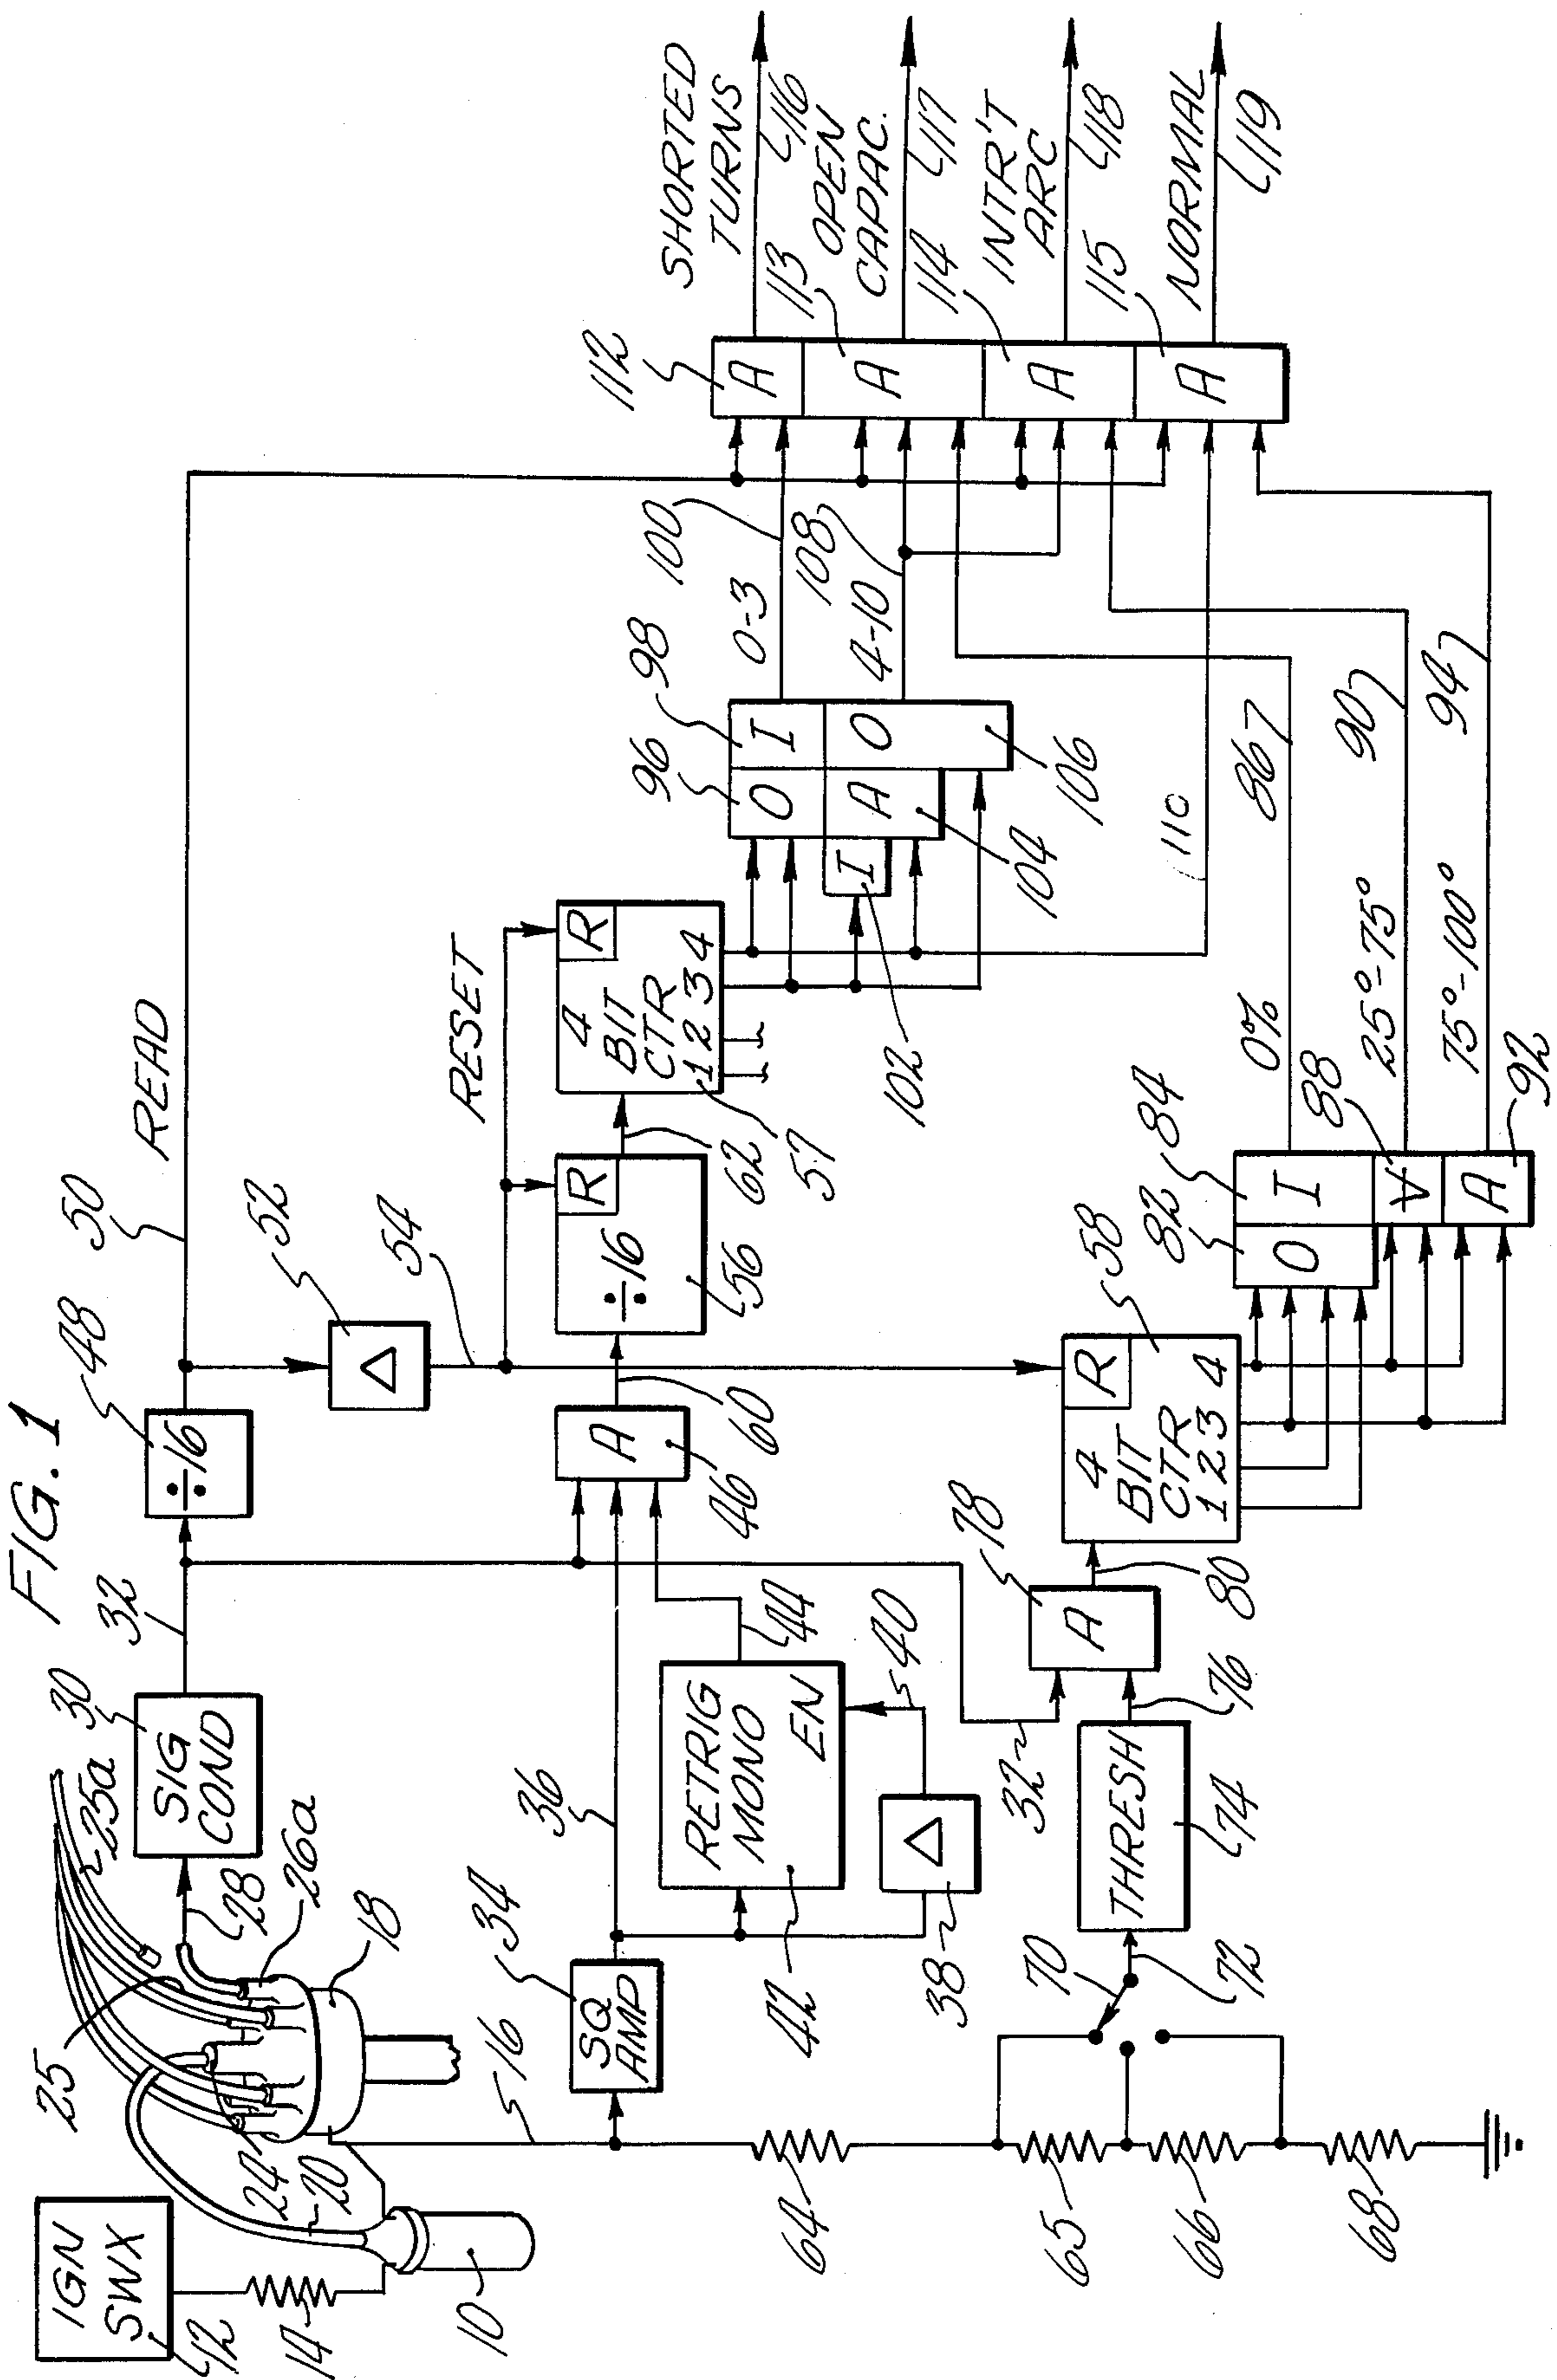 FIG. 1
IGN
SWX
12
14
10
20
24
25
25a
26a
28
18
16
SIG
COND
30
32
÷16
48
50
READ
52
Δ
54
RESET
SQ
AMP
34
36
RETRIG
MONO
EN
42
44
Δ
38
40
A
46
60
÷16
R
56
62
4
BIT
CTR
1 2 3 4
R
57
64
65
66
68
70
72
THRESH
74
76
32
A
78
80
4
BIT
CTR
1 2 3 4
R
58
O
I
82
84
∀
88
A
92
0%
86
25°-75°
90
75°-100°
94
O
I
96
98
I
A
O
102
104
106
0-3
100
4-10
108
110
A
112
A
113
A
114
A
115
SHORTED
TURNS
116
OPEN
CAPAC.
117
INTR'T
ARC
118
NORMAL
119